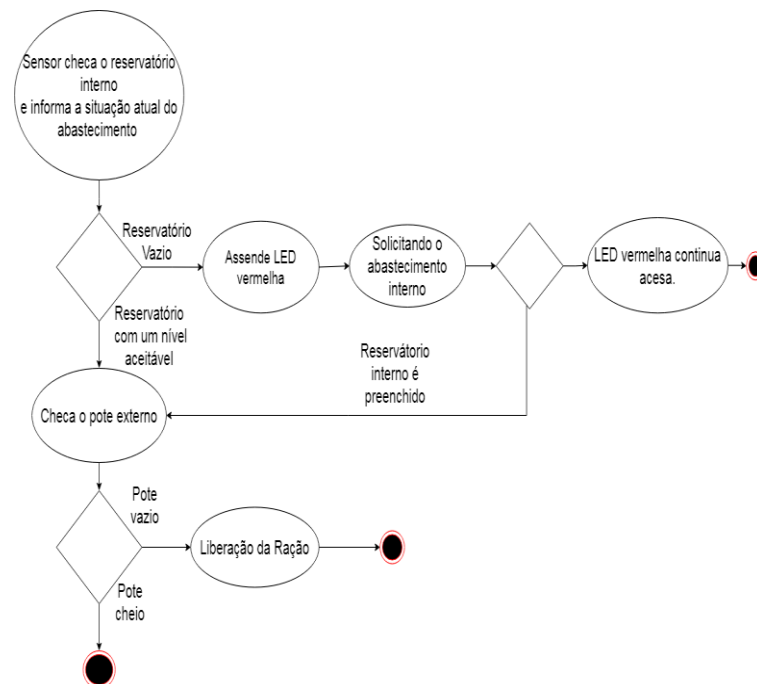 Sensor checa o reservatório
interno
e informa a situação atual do
abastecimento
Reservatório
Vazio
Assende LED
vermelha
Solicitando o
abastecimento
interno
LED vermelha continua
acesa.
Reservatório
com um nível
aceitável
Reservátorio
interno é
preenchido
Checa o pote externo
Pote
vazio
Liberação da Ração
Pote
cheio